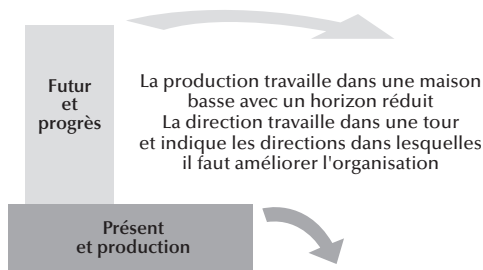 Futur
et
progrès
La production travaille dans une maison
basse avec un horizon réduit
La direction travaille dans une tour
et indique les directions dans lesquelles
il faut améliorer l'organisation
Présent
et production